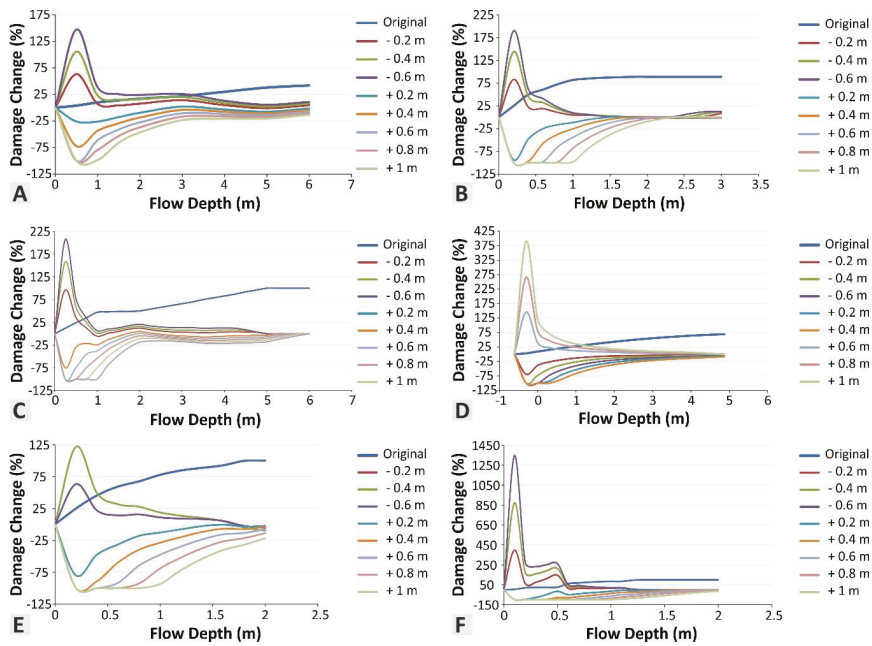 175
125
75
25
-25
-75
-125
Damage Change (%)
0 1 2 3 4 5 6 7
Flow Depth (m)
A
Original
- 0.2 m
- 0.4 m
- 0.6 m
+ 0.2 m
+ 0.4 m
+ 0.6 m
+ 0.8 m
+ 1 m
225
175
125
75
25
-25
-75
-125
Damage Change (%)
0 0.5 1 1.5 2 2.5 3 3.5
Flow Depth (m)
B
Original
- 0.2 m
- 0.4 m
- 0.6 m
+ 0.2 m
+ 0.4 m
+ 0.6 m
+ 0.8 m
+ 1 m
225
175
125
75
25
-25
-75
-125
Damage Change (%)
0 1 2 3 4 5 6 7
Flow Depth (m)
C
Original
- 0.2 m
- 0.4 m
- 0.6 m
+ 0.2 m
+ 0.4 m
+ 0.6 m
+ 0.8 m
+ 1 m
425
375
325
275
225
175
125
75
25
-25
-75
-125
Damage Change (%)
-1 0 1 2 3 4 5 6
Flow Depth (m)
D
Original
- 0.2 m
- 0.4 m
- 0.6 m
+ 0.2 m
+ 0.4 m
+ 0.6 m
+ 0.8 m
+ 1 m
125
75
25
-25
-75
-125
Damage Change (%)
0 0.5 1 1.5 2 2.5
Flow Depth (m)
E
Original
- 0.2 m
- 0.4 m
- 0.6 m
+ 0.2 m
+ 0.4 m
+ 0.6 m
+ 0.8 m
+ 1 m
1450
1250
1050
850
650
450
250
50
-150
Damage Change (%)
0 0.5 1 1.5 2 2.5
Flow Depth (m)
F
Original
- 0.2 m
- 0.4 m
- 0.6 m
+ 0.2 m
+ 0.4 m
+ 0.6 m
+ 0.8 m
+ 1 m